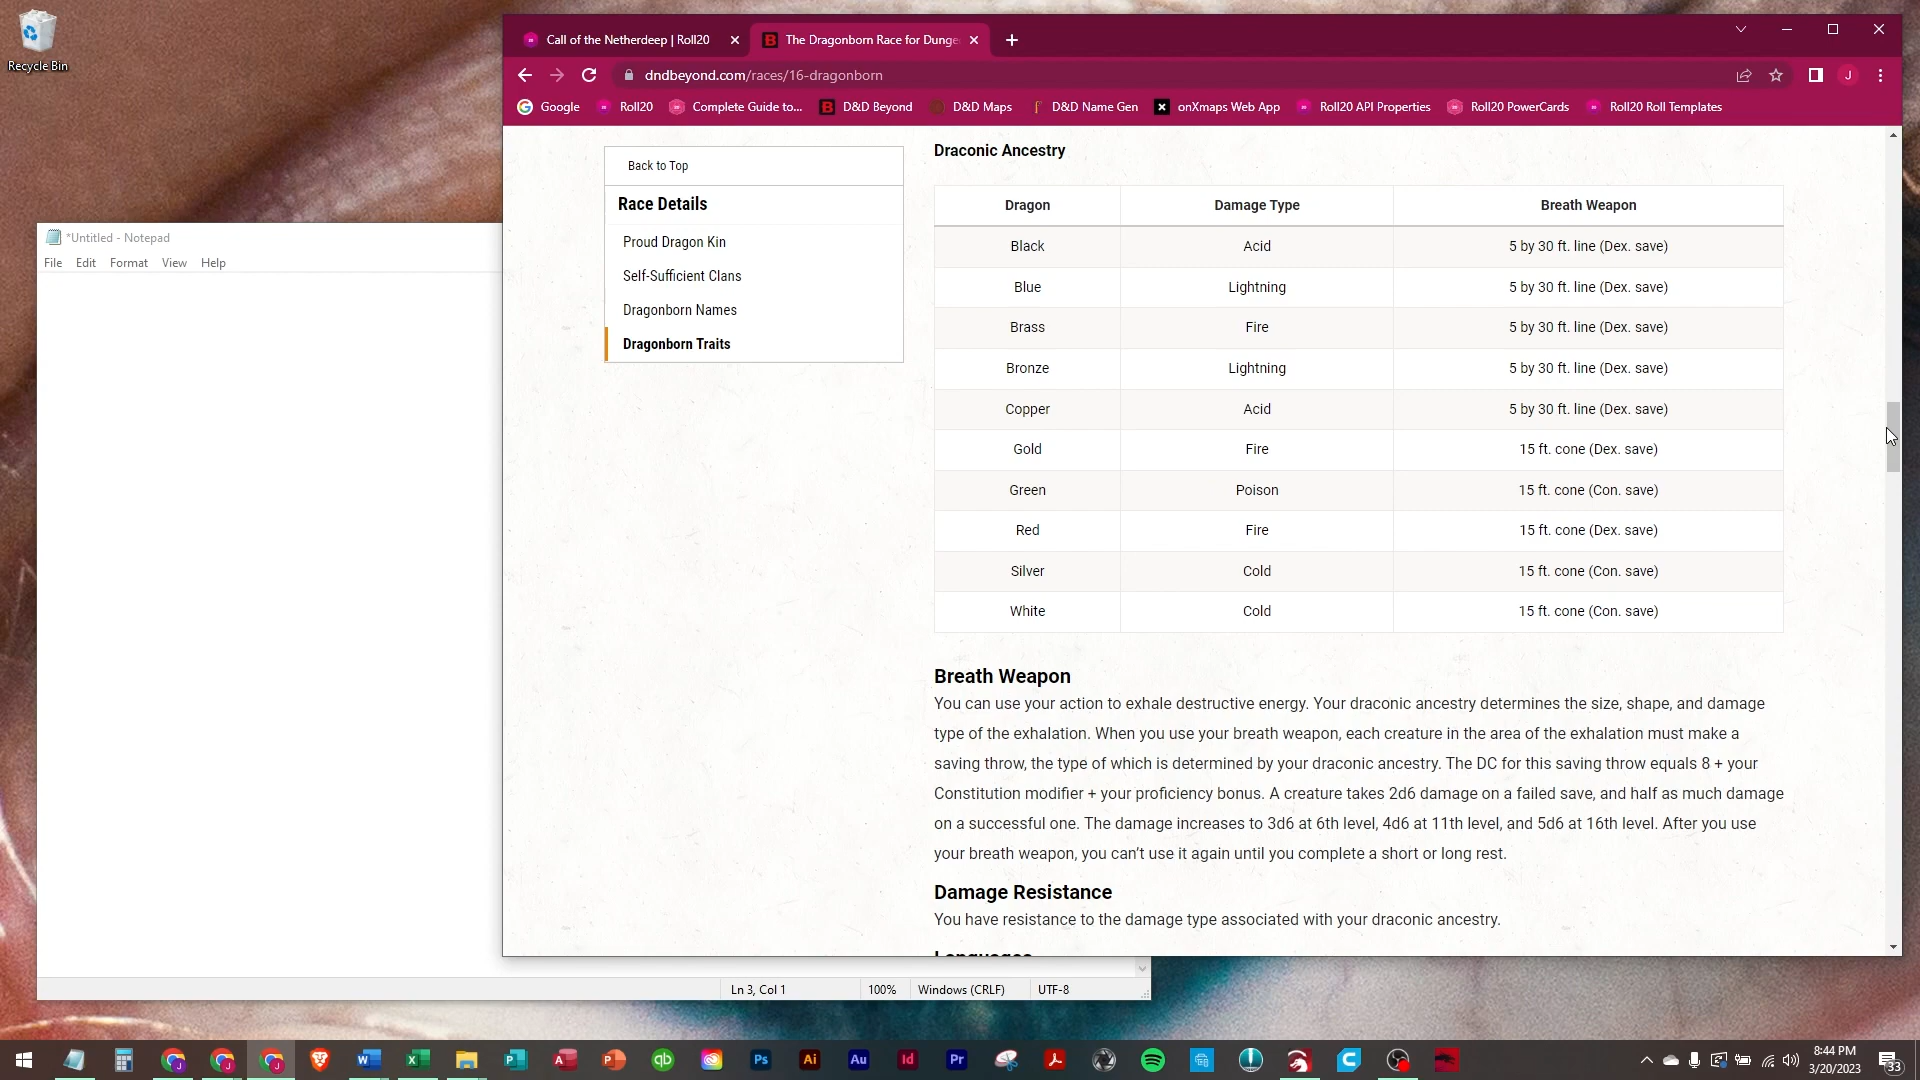 Recycle Bin
Call of the Netherdeep | Roll20
The Dragonborn Race for Dunge
dndbeyond.com/races/16-dragonborn
J
Google
Roll20
Complete Guide to...
B
D&D Beyond
D&D Maps
D&D Name Gen
onXmaps Web App
Roll20 API Properties
Roll20 PowerCards
Roll20 Roll Templates
*Untitled - Notepad
File Edit Format View Help
Back to Top
Race Details
Proud Dragon Kin
Self-Sufficient Clans
Dragonborn Names
Dragonborn Traits
Draconic Ancestry
Dragon Damage Type Breath Weapon
Black Acid 5 by 30 ft. line (Dex. save)
Blue Lightning 5 by 30 ft. line (Dex. save)
Brass Fire 5 by 30 ft. line (Dex. save)
Bronze Lightning 5 by 30 ft. line (Dex. save)
Copper Acid 5 by 30 ft. line (Dex. save)
Gold Fire 15 ft. cone (Dex. save)
Green Poison 15 ft. cone (Con. save)
Red Fire 15 ft. cone (Dex. save)
Silver Cold 15 ft. cone (Con. save)
White Cold 15 ft. cone (Con. save)
Breath Weapon
You can use your action to exhale destructive energy. Your draconic ancestry determines the size, shape, and damage
type of the exhalation. When you use your breath weapon, each creature in the area of the exhalation must make a
saving throw, the type of which is determined by your draconic ancestry. The DC for this saving throw equals 8 + your
Constitution modifier + your proficiency bonus. A creature takes 2d6 damage on a failed save, and half as much damage
on a successful one. The damage increases to 3d6 at 6th level, 4d6 at 11th level, and 5d6 at 16th level. After you use
your breath weapon, you can’t use it again until you complete a short or long rest.
Damage Resistance
You have resistance to the damage type associated with your draconic ancestry.
Languages
Ln 3, Col 1 100% Windows (CRLF) UTF-8
8:44 PM
3/20/2023
33